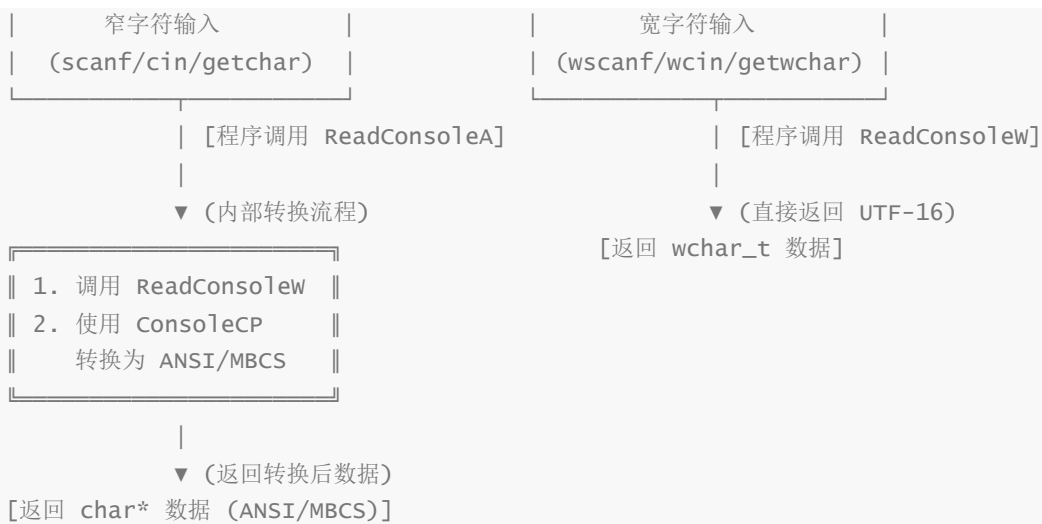 │ 窄字符输入 │ │ 宽字符输入 │
│ (scanf/cin/getchar) │ │ (wscanf/wcin/getwchar) │
└───────────┬───────────┘ └────────────┬───────────┘
│ [程序调用 ReadConsoleA] │ [程序调用 ReadConsoleW]
│ │
▼ (内部转换流程) ▼ (直接返回 UTF-16)
╔══════════════════════╗ [返回 wchar_t 数据]
║ 1. 调用 ReadConsoleW ║
║ 2. 使用 ConsoleCP ║
║ 转换为 ANSI/MBCS ║
╚══════════════════════╝
│
▼ (返回转换后数据)
[返回 char* 数据 (ANSI/MBCS)]